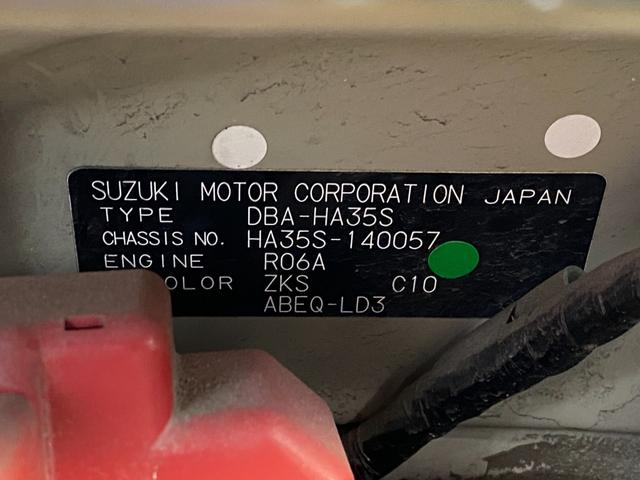 SUZUKI MOTOR CORPORATION JAPAN
TYPE DBA-HA35S
CHASSIS NO. HA35S-140057
ENGINE R06A
OLOR ZKS C10
ABEQ-LD3